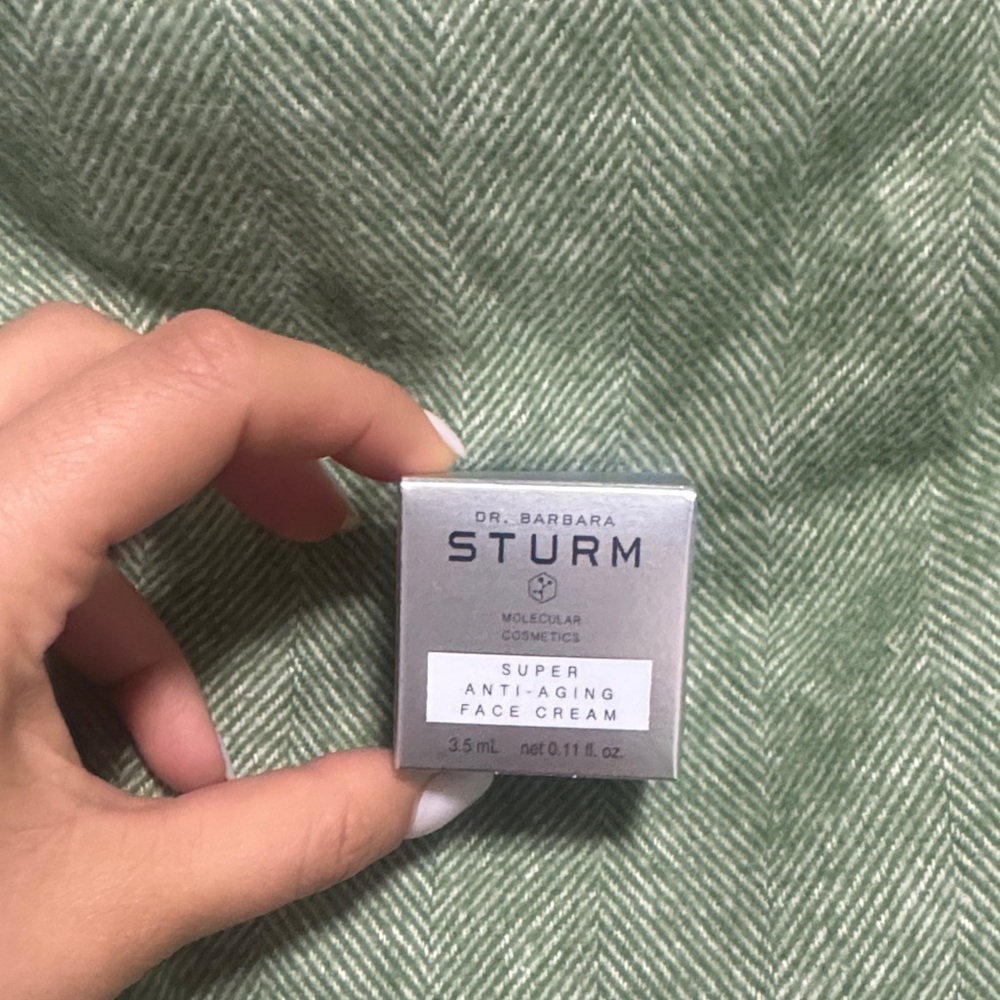 DR. BARBARA
STURM
MOLECULAR
COSMETICS
SUPER
ANTI-AGING
FACE CREAM
3.5 mL net 0.11 fl. oz.